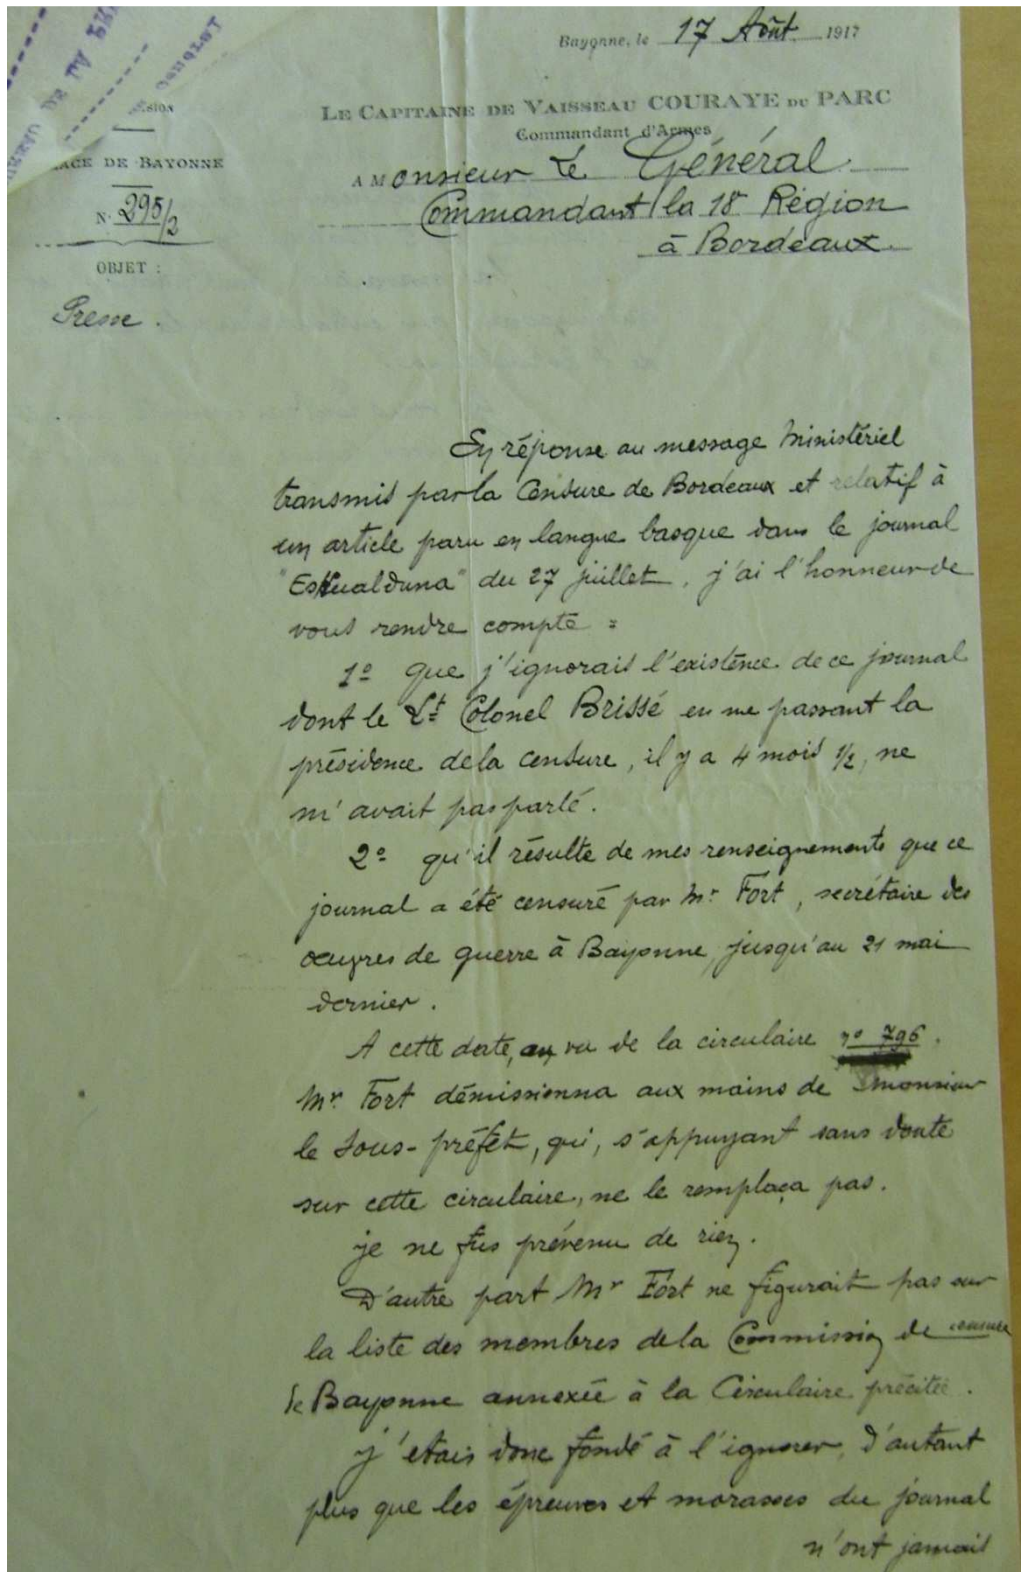 Bayonne, le 17 Août 1917
LE CAPITAINE DE VAISSEAU COURAYE DU PARC
Commandant d'Armes
A Monsieur le Général
Commandant la 18e Région
à Bordeaux.
PLACE DE BAYONNE
N° 295/2
OBJET :
Presse.
En réponse au message Ministériel
transmis par la Censure de Bordeaux et relatif à
un article paru en langue basque dans le journal
"Eskualduna" du 27 juillet, j'ai l'honneur de
vous rendre compte :
1º que j'ignorais l'existence de ce journal
dont le Lt Colonel Brissé en me passant la
présidence de la censure, il y a 4 mois 1/2, ne
m'avait pas parlé.
2º qu'il résulte de mes renseignements que ce
journal a été censuré par Mr Fort, secrétaire des
oeuvres de guerre à Bayonne, jusqu'au 21 mai
dernier.
A cette date, au vu de la circulaire nº 796.
Mr Fort démissionna aux mains de Monsieur
le Sous-préfet, qui, s'appuyant sans doute
sur cette circulaire, ne le remplaça pas.
je ne fus prévenu de rien.
D'autre part Mr Fort ne figurait pas sur
la liste des membres de la Commission de censure
de Bayonne annexée à la Circulaire précitée.
j'étais donc fondé à l'ignorer, d'autant
plus que les épreuves et morasses du journal
n'ont jamais